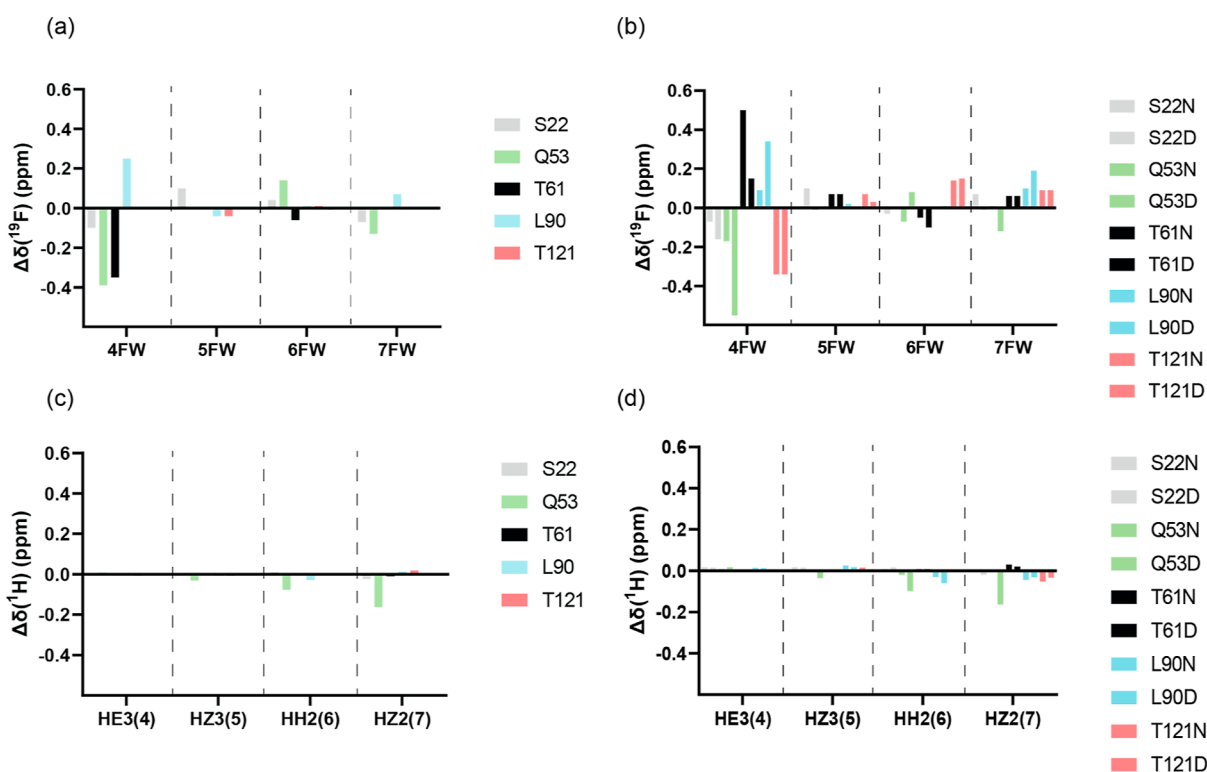 (a)
Δδ(¹⁹F) (ppm)
0.6
0.4
0.2
0.0
-0.2
-0.4
4FW 5FW 6FW 7FW
S22
Q53
T61
L90
T121
(b)
Δδ(¹⁹F) (ppm)
0.6
0.4
0.2
0.0
-0.2
-0.4
4FW 5FW 6FW 7FW
S22N
S22D
Q53N
Q53D
T61N
T61D
L90N
L90D
T121N
T121D
(c)
Δδ(¹H) (ppm)
0.6
0.4
0.2
0.0
-0.2
-0.4
HE3(4) HZ3(5) HH2(6) HZ2(7)
S22
Q53
T61
L90
T121
(d)
Δδ(¹H) (ppm)
0.6
0.4
0.2
0.0
-0.2
-0.4
HE3(4) HZ3(5) HH2(6) HZ2(7)
S22N
S22D
Q53N
Q53D
T61N
T61D
L90N
L90D
T121N
T121D